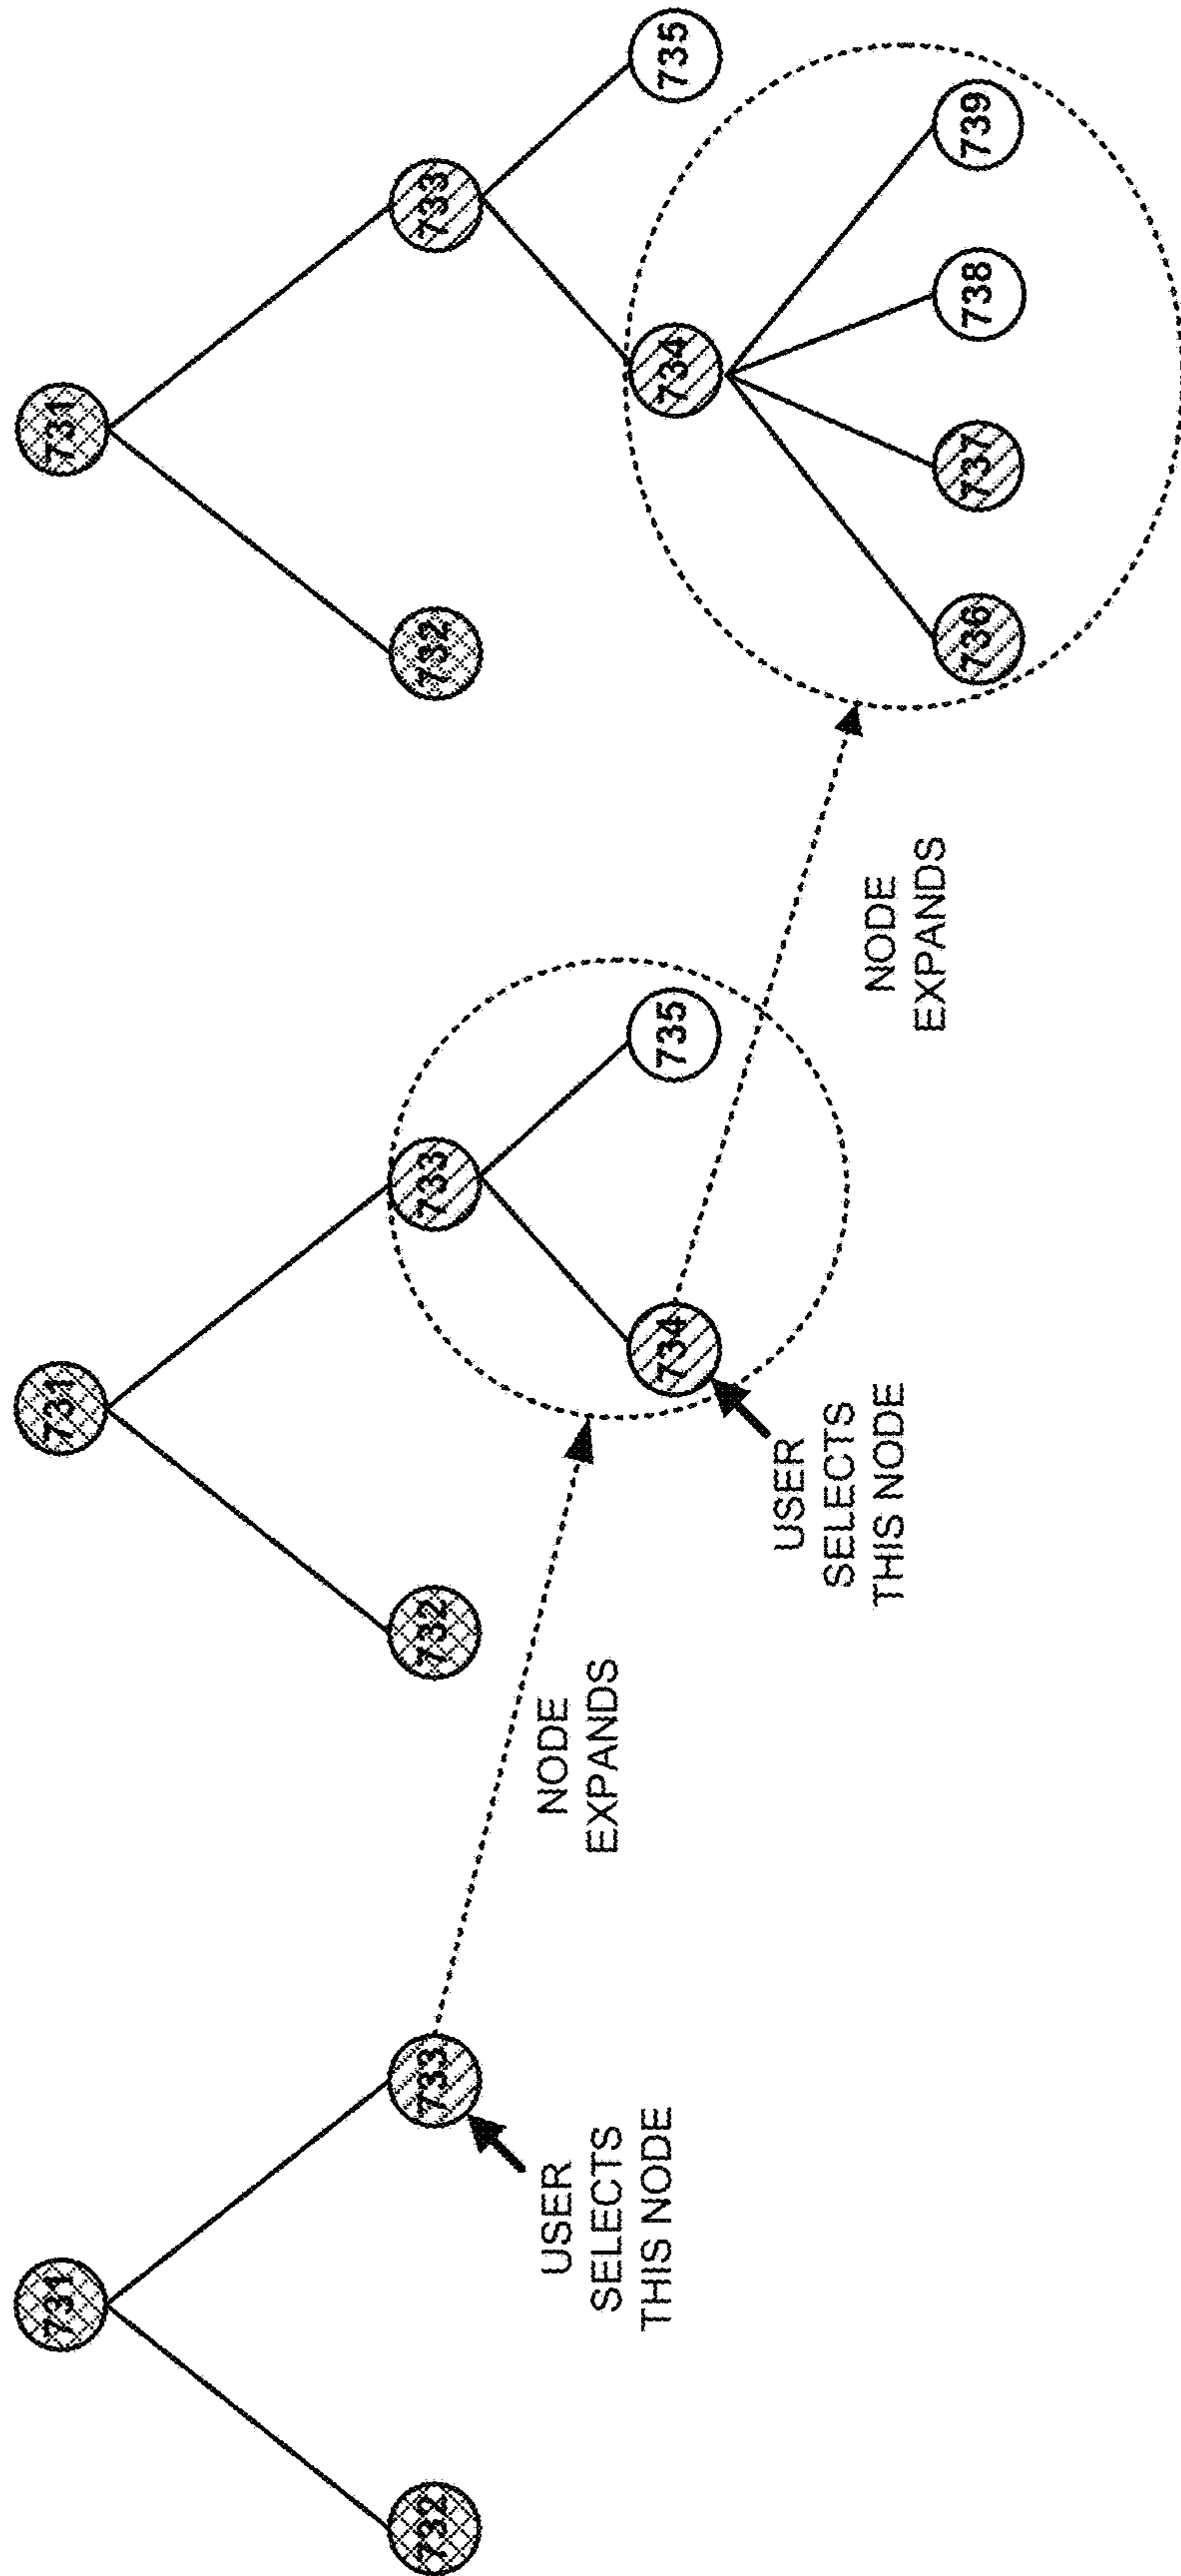 731
732
733
USER
SELECTS
THIS NODE
NODE
EXPANDS
731
732
733
734
735
USER
SELECTS
THIS NODE
NODE
EXPANDS
731
732
733
734
735
736
737
738
739